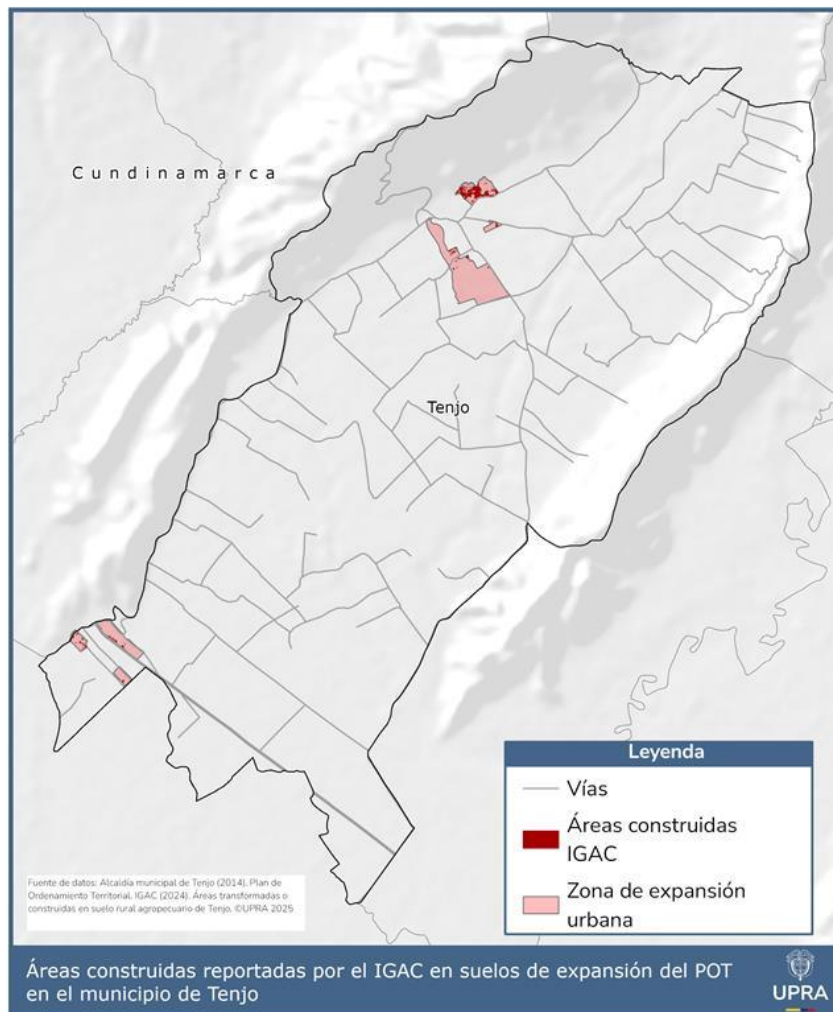 Cundinamarca
Tenjo
Leyenda
Vías
Áreas construidas
IGAC
Zona de expansión
urbana
Fuente de datos: Alcaldía municipal de Tenjo (2014). Plan de
Ordenamiento Territorial. IGAC (2024). Áreas transformadas o
construidas en suelo rural agropecuario de Tenjo. ©UPRA 2025
Áreas construidas reportadas por el IGAC en suelos de expansión del POT
en el municipio de Tenjo
UPRA